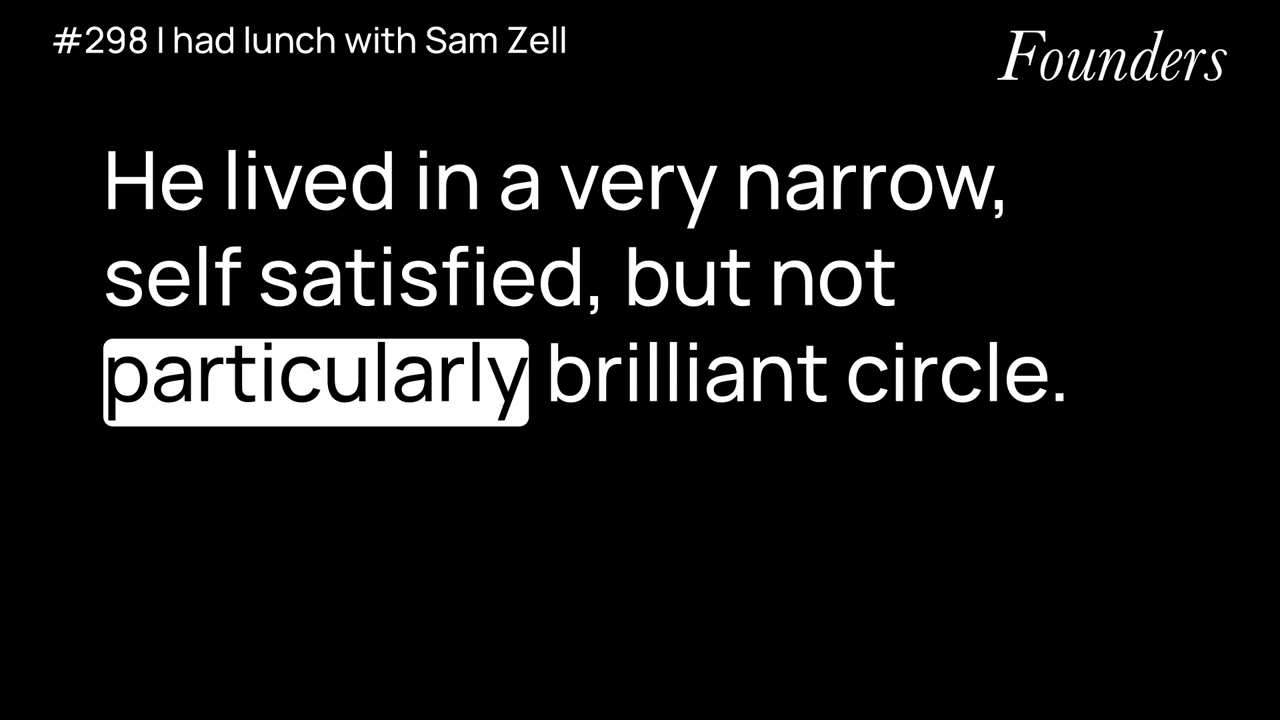 #298 I had lunch with Sam Zell
Founders
He lived in a very narrow,
self satisfied, but not
particularly brilliant circle.